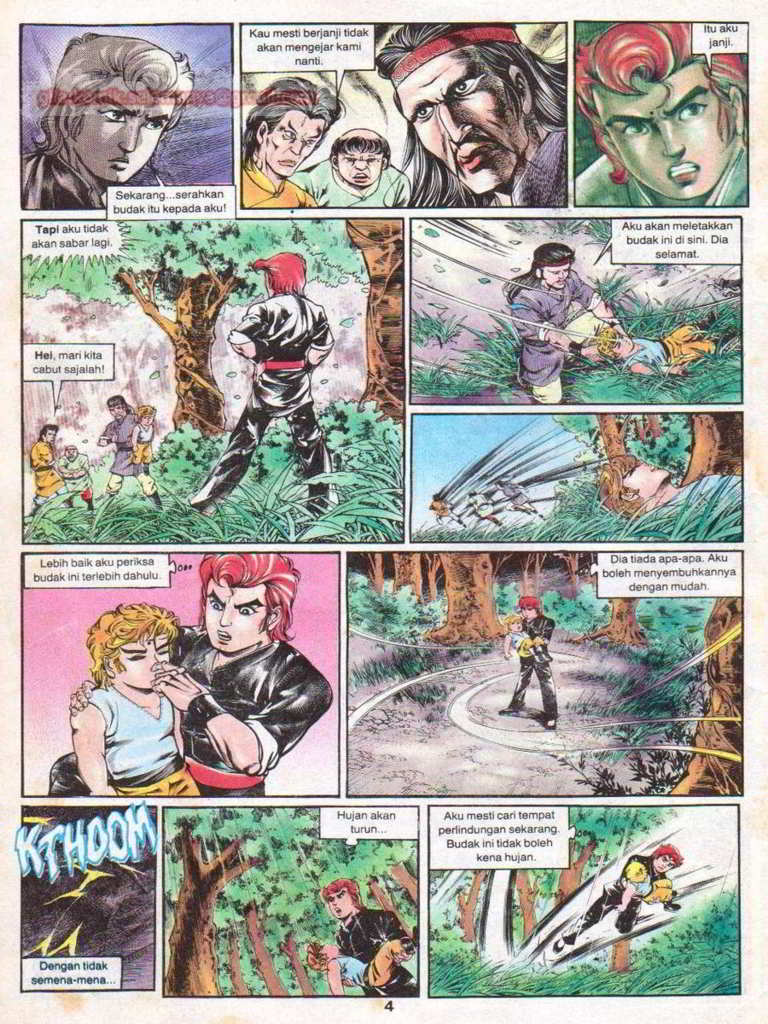 Sekarang...serahkan
budak itu kepada aku!
Kau mesti berjanji tidak
akan mengejar kami
nanti.
Itu aku
janji.
Tapi aku tidak
akan sabar lagi.
Hei, mari kita
cabut sajalah!
Aku akan meletakkan
budak ini di sini. Dia
selamat.
Lebih baik aku periksa
budak ini terlebih dahulu.
Dia tiada apa-apa. Aku
boleh menyembuhkannya
dengan mudah.
KTHOOM
Dengan tidak
semena-mena...
Hujan akan
turun...
Aku mesti cari tempat
perlindungan sekarang.
Budak ini tidak boleh
kena hujan.
4